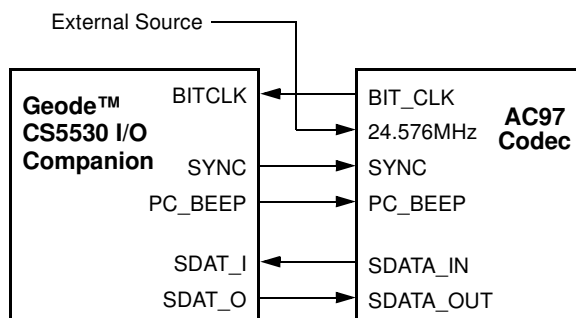 External Source
Geode™
CS5530 I/O
Companion
BITCLK
SYNC
PC_BEEP
SDAT_I
SDAT_O
BIT_CLK
24.576MHz
SYNC
PC_BEEP
SDATA_IN
SDATA_OUT
AC97
Codec